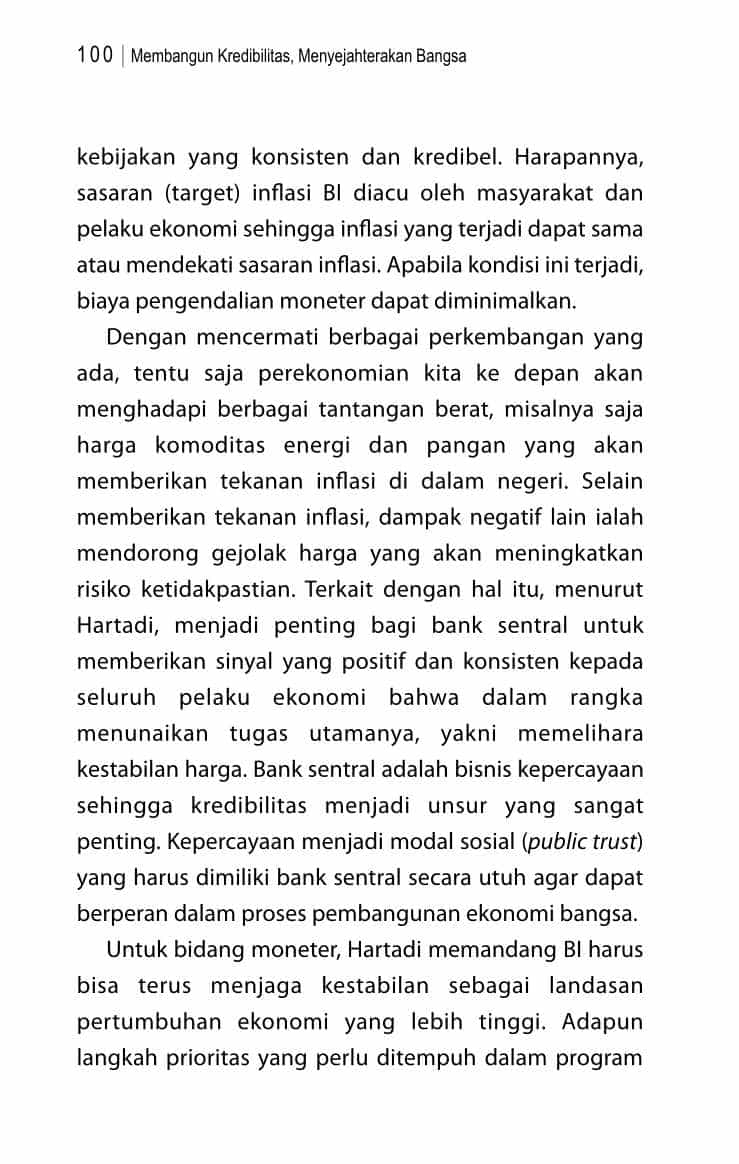 100 | Membangun Kredibilitas, Menyejahterakan Bangsa
kebijakan yang konsisten dan kredibel. Harapannya,
sasaran (target) inflasi BI diacu oleh masyarakat dan
pelaku ekonomi sehingga inflasi yang terjadi dapat sama
atau mendekati sasaran inflasi. Apabila kondisi ini terjadi,
biaya pengendalian moneter dapat diminimalkan.
Dengan mencermati berbagai perkembangan yang
ada, tentu saja perekonomian kita ke depan akan
menghadapi berbagai tantangan berat, misalnya saja
harga komoditas energi dan pangan yang akan
memberikan tekanan inflasi di dalam negeri. Selain
memberikan tekanan inflasi, dampak negatif lain ialah
mendorong gejolak harga yang akan meningkatkan
risiko ketidakpastian. Terkait dengan hal itu, menurut
Hartadi, menjadi penting bagi bank sentral untuk
memberikan sinyal yang positif dan konsisten kepada
seluruh pelaku ekonomi bahwa dalam rangka
menunaikan tugas utamanya, yakni memelihara
kestabilan harga. Bank sentral adalah bisnis kepercayaan
sehingga kredibilitas menjadi unsur yang sangat
penting. Kepercayaan menjadi modal sosial (public trust)
yang harus dimiliki bank sentral secara utuh agar dapat
berperan dalam proses pembangunan ekonomi bangsa.
Untuk bidang moneter, Hartadi memandang BI harus
bisa terus menjaga kestabilan sebagai landasan
pertumbuhan ekonomi yang lebih tinggi. Adapun
langkah prioritas yang perlu ditempuh dalam program